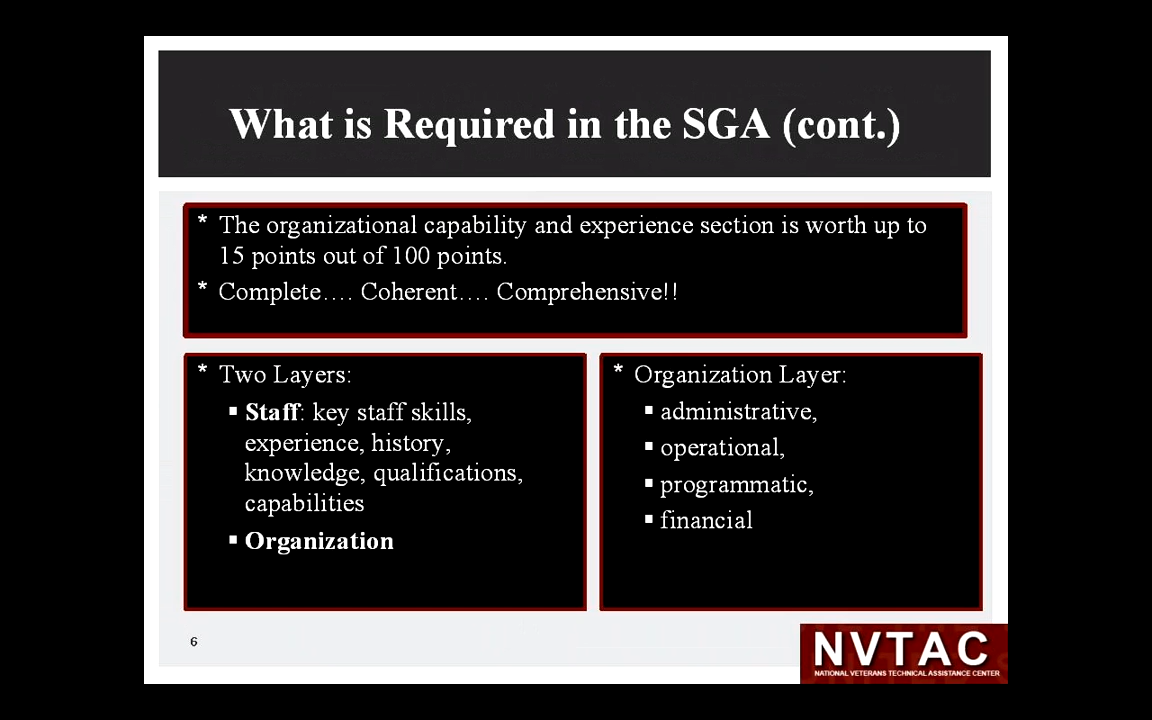 What is Required in the SGA (cont.)
* The organizational capability and experience section is worth up to
15 points out of 100 points.
* Complete…. Coherent…. Comprehensive!!
* Two Layers:
▪ Staff: key staff skills,
experience, history,
knowledge, qualifications,
capabilities
▪ Organization
* Organization Layer:
▪ administrative,
▪ operational,
▪ programmatic,
▪ financial
6
NVTAC
NATIONAL VETERANS TECHNICAL ASSISTANCE CENTER